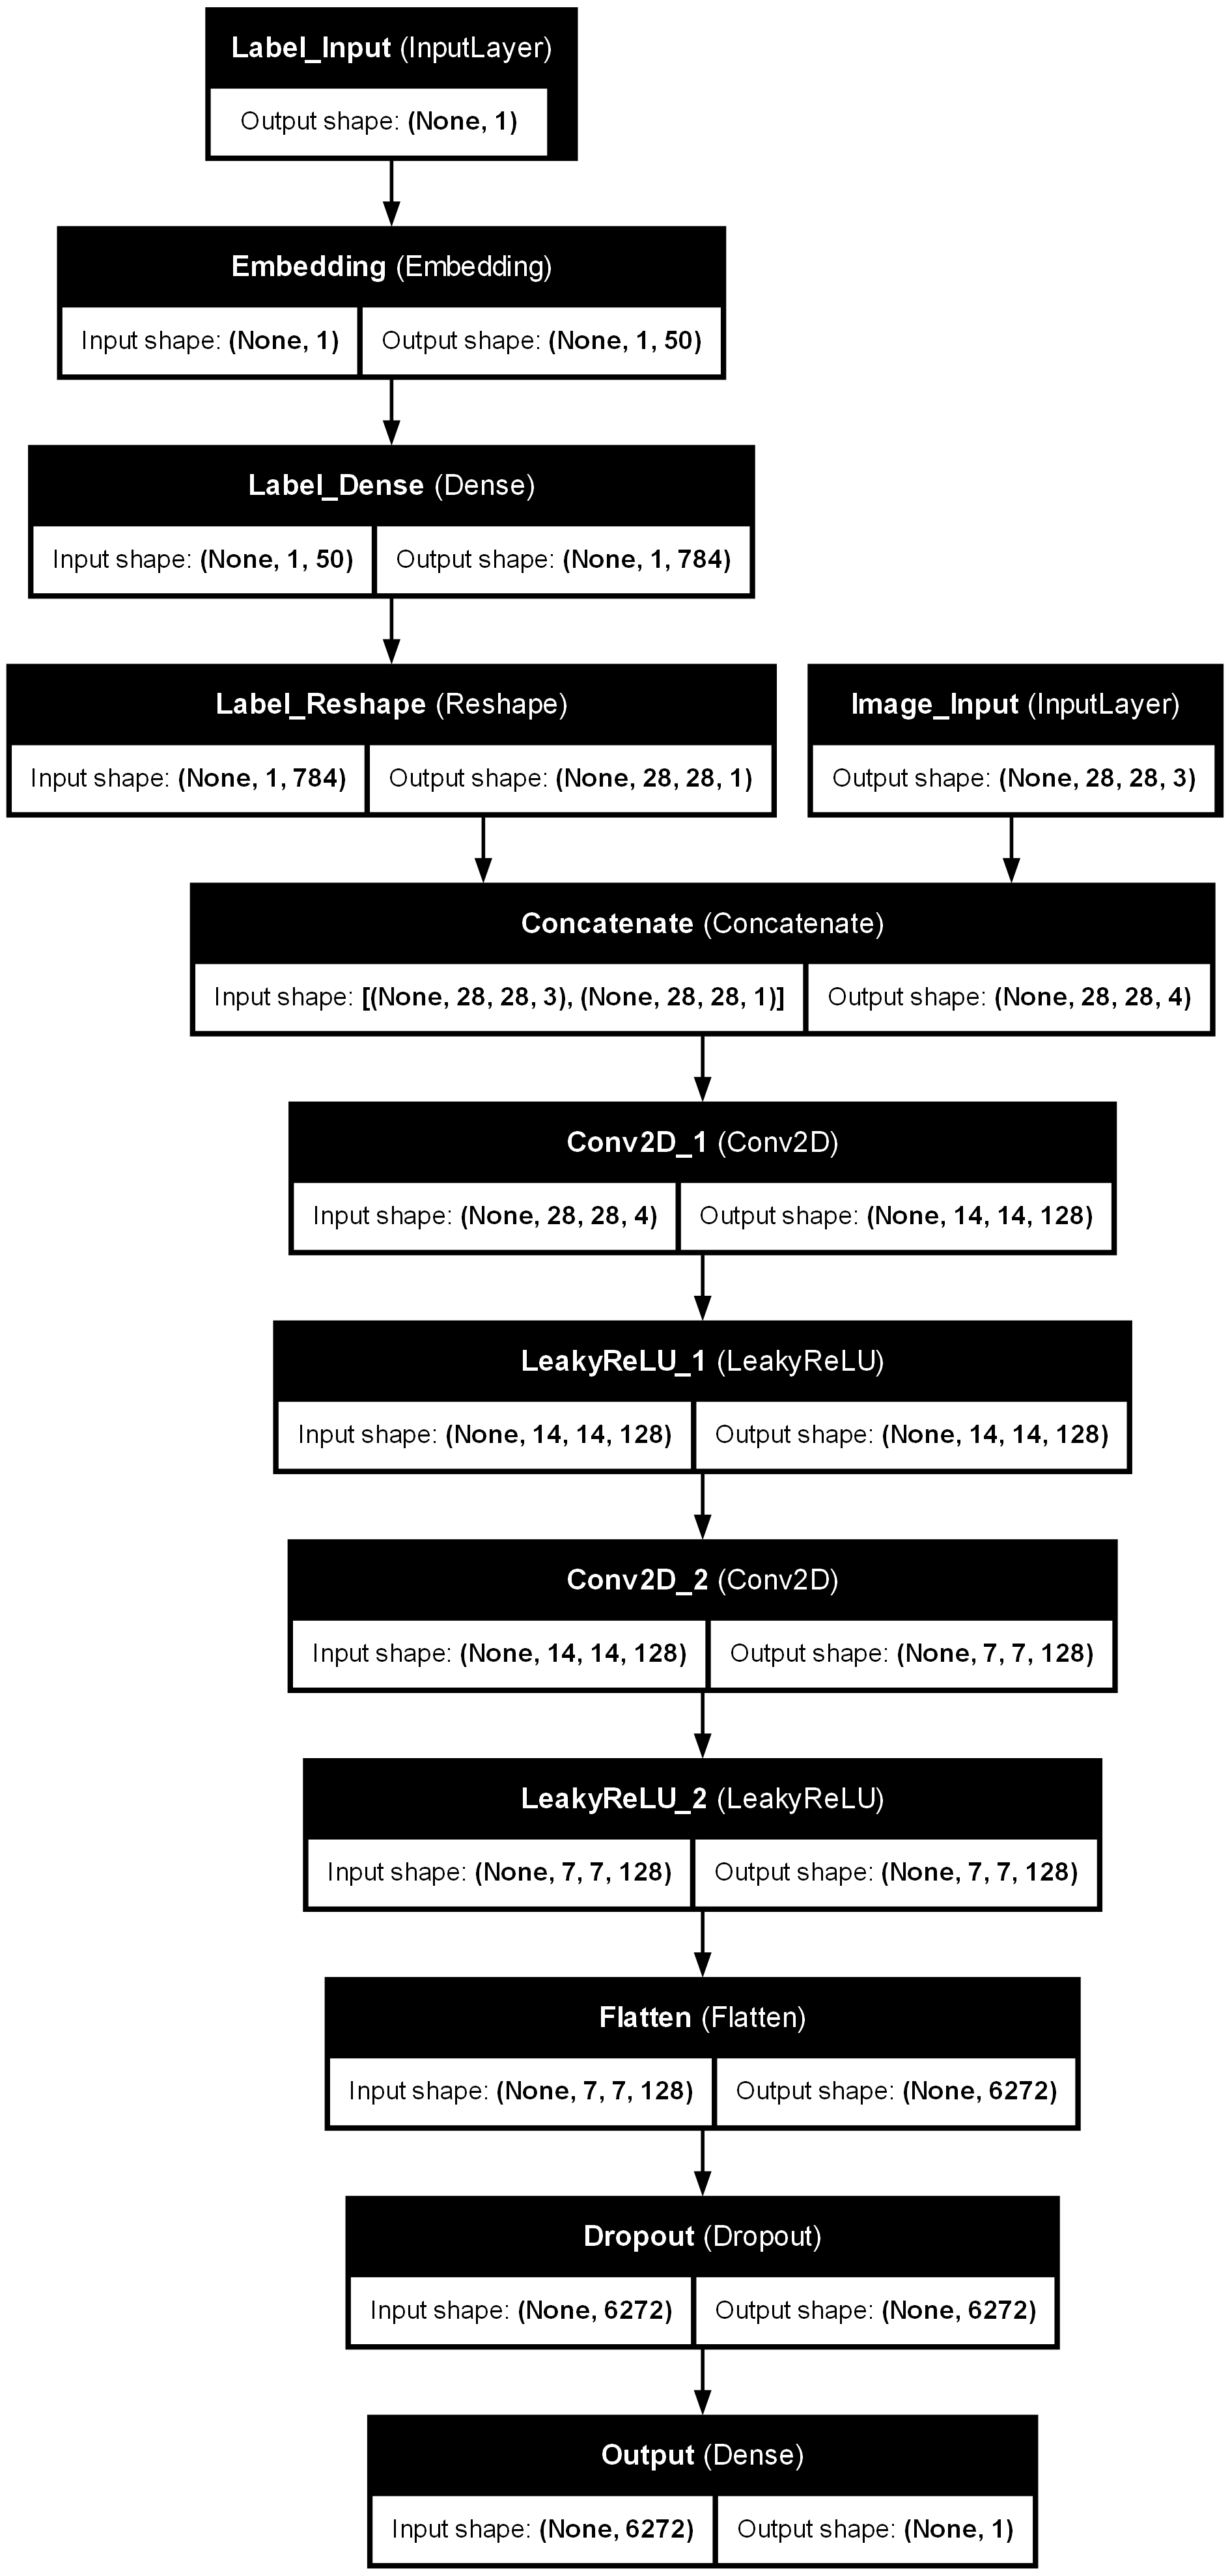 Label_Input (InputLayer)
Output shape: (None, 1)
Embedding (Embedding)
Input shape: (None, 1) Output shape: (None, 1, 50)
Label_Dense (Dense)
Input shape: (None, 1, 50) Output shape: (None, 1, 784)
Label_Reshape (Reshape)
Input shape: (None, 1, 784) Output shape: (None, 28, 28, 1)
Image_Input (InputLayer)
Output shape: (None, 28, 28, 3)
Concatenate (Concatenate)
Input shape: [(None, 28, 28, 3), (None, 28, 28, 1)] Output shape: (None, 28, 28, 4)
Conv2D_1 (Conv2D)
Input shape: (None, 28, 28, 4) Output shape: (None, 14, 14, 128)
LeakyReLU_1 (LeakyReLU)
Input shape: (None, 14, 14, 128) Output shape: (None, 14, 14, 128)
Conv2D_2 (Conv2D)
Input shape: (None, 14, 14, 128) Output shape: (None, 7, 7, 128)
LeakyReLU_2 (LeakyReLU)
Input shape: (None, 7, 7, 128) Output shape: (None, 7, 7, 128)
Flatten (Flatten)
Input shape: (None, 7, 7, 128) Output shape: (None, 6272)
Dropout (Dropout)
Input shape: (None, 6272) Output shape: (None, 6272)
Output (Dense)
Input shape: (None, 6272) Output shape: (None, 1)